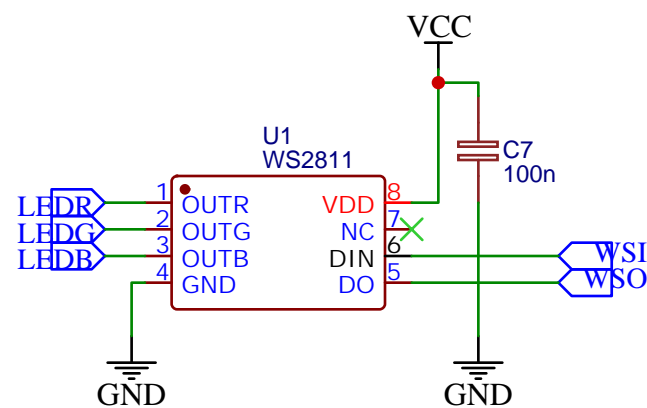 VCC
U1
WS2811
C7
100n
LEDR 1 OUTR VDD 8
LEDG 2 OUTG NC 7
LEDB 3 OUTB DIN 6 WSI
4 GND DO 5 WSO
GND GND